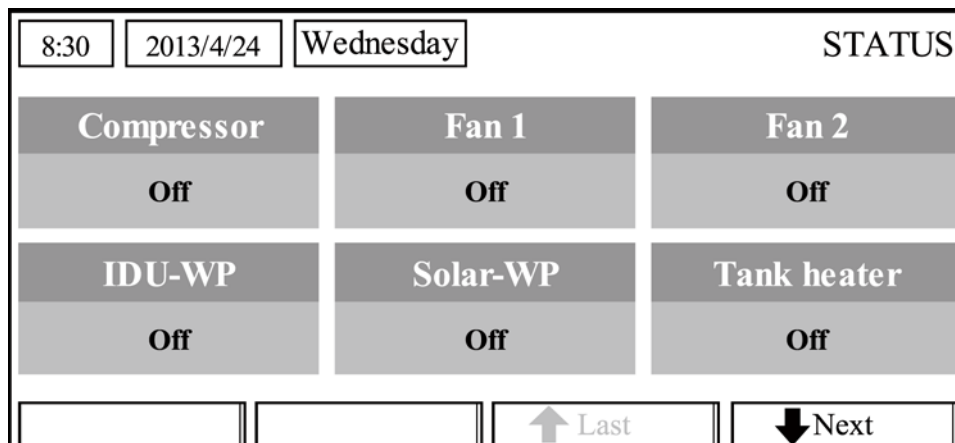 8:30 2013/4/24 Wednesday STATUS
Compressor Fan 1 Fan 2
Off Off Off
IDU-WP Solar-WP Tank heater
Off Off Off
Last Next